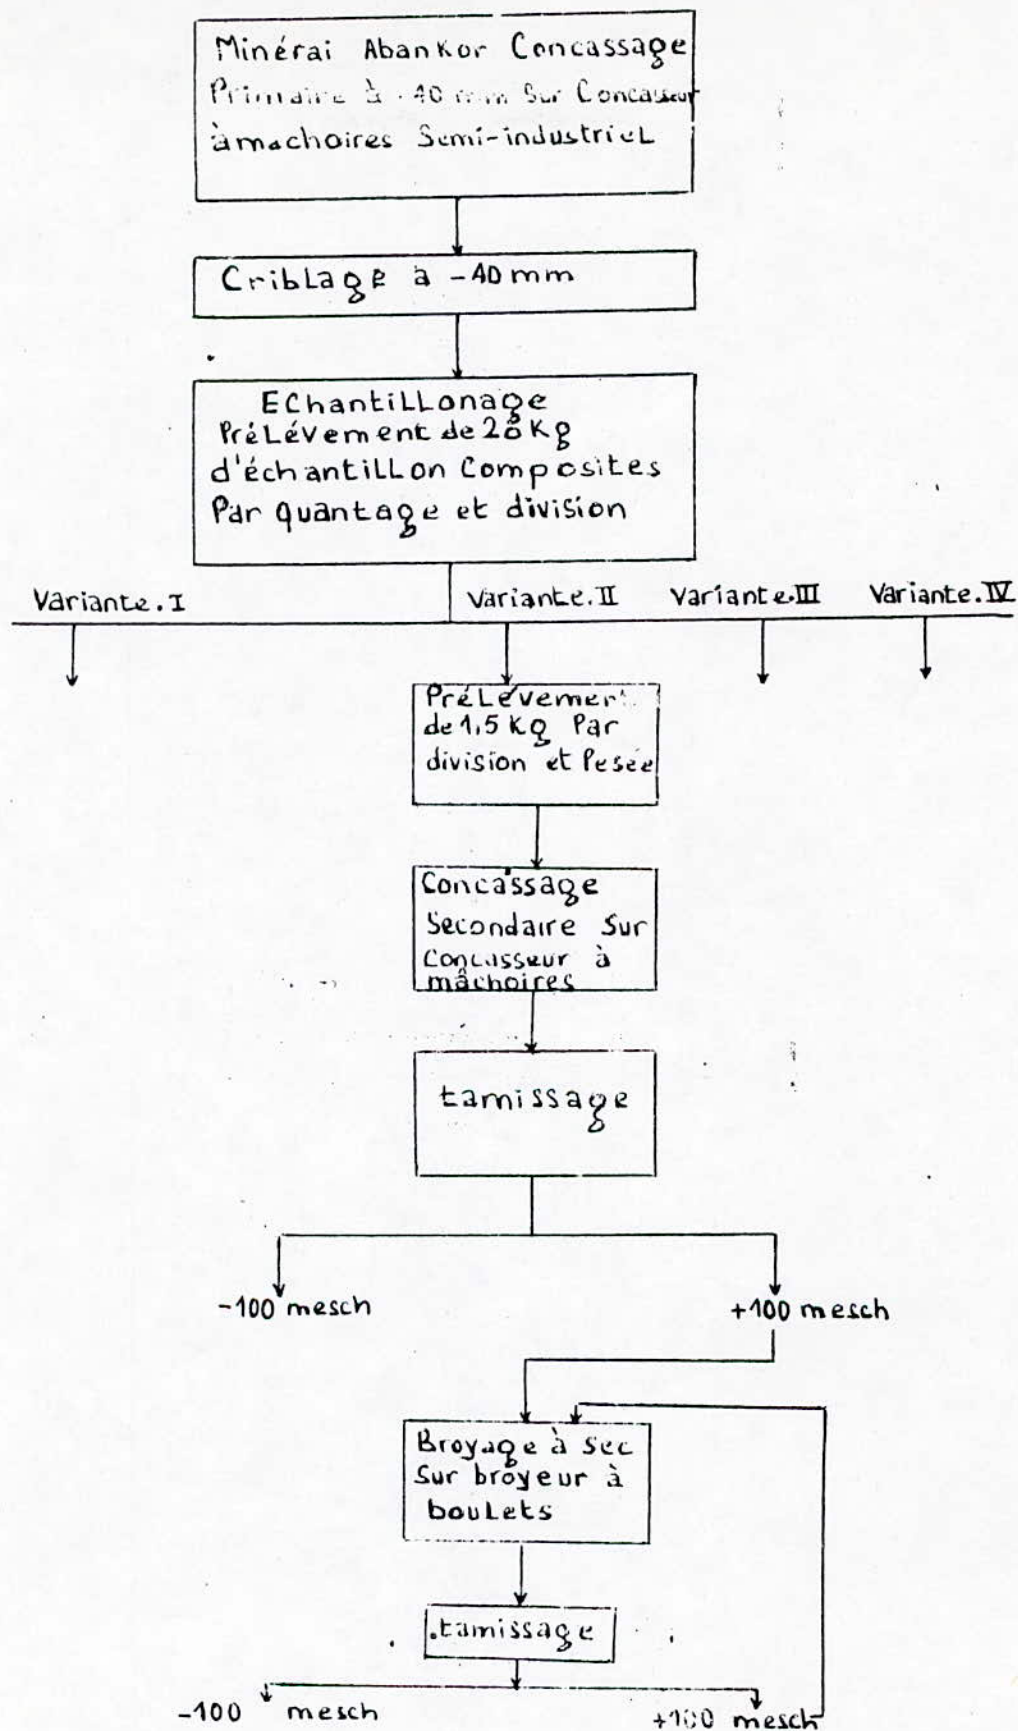 Minérai Abankor Concassage
Primaire à -40 mm Sur Concasseur
à machoires Semi-industriel
Criblage à -40 mm
Echantillonage
Prélévement de 28 Kg
d'échantillon Composites
Par quantage et division
Variante.I Variante.II Variante.III Variante.IV
Prélévement
de 1,5 Kg Par
division et Pesée
Concassage
Secondaire Sur
Concasseur à
mâchoires
tamissage
-100 mesch +100 mesch
Broyage à sec
Sur broyeur à
boulets
tamissage
-100 mesch +100 mesch